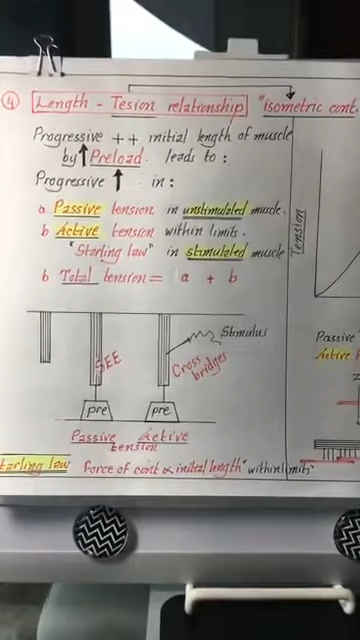 ④ Length - Tesion relationship "isometric cont.
Progressive ++ initial length of muscle
by ↑ Preload leads to :
Progressive ↑ in :
a Passive tension in unstimulated muscle.
b Active tension within limits.
"Starling law" in stimulated muscle
b Total tension = a + b
Tension
Stimulus
SEE
Cross
bridges
pre
pre
Passive Active
tension
Passive
Active
tarling law Force of cont ∝ initial length "within limits"